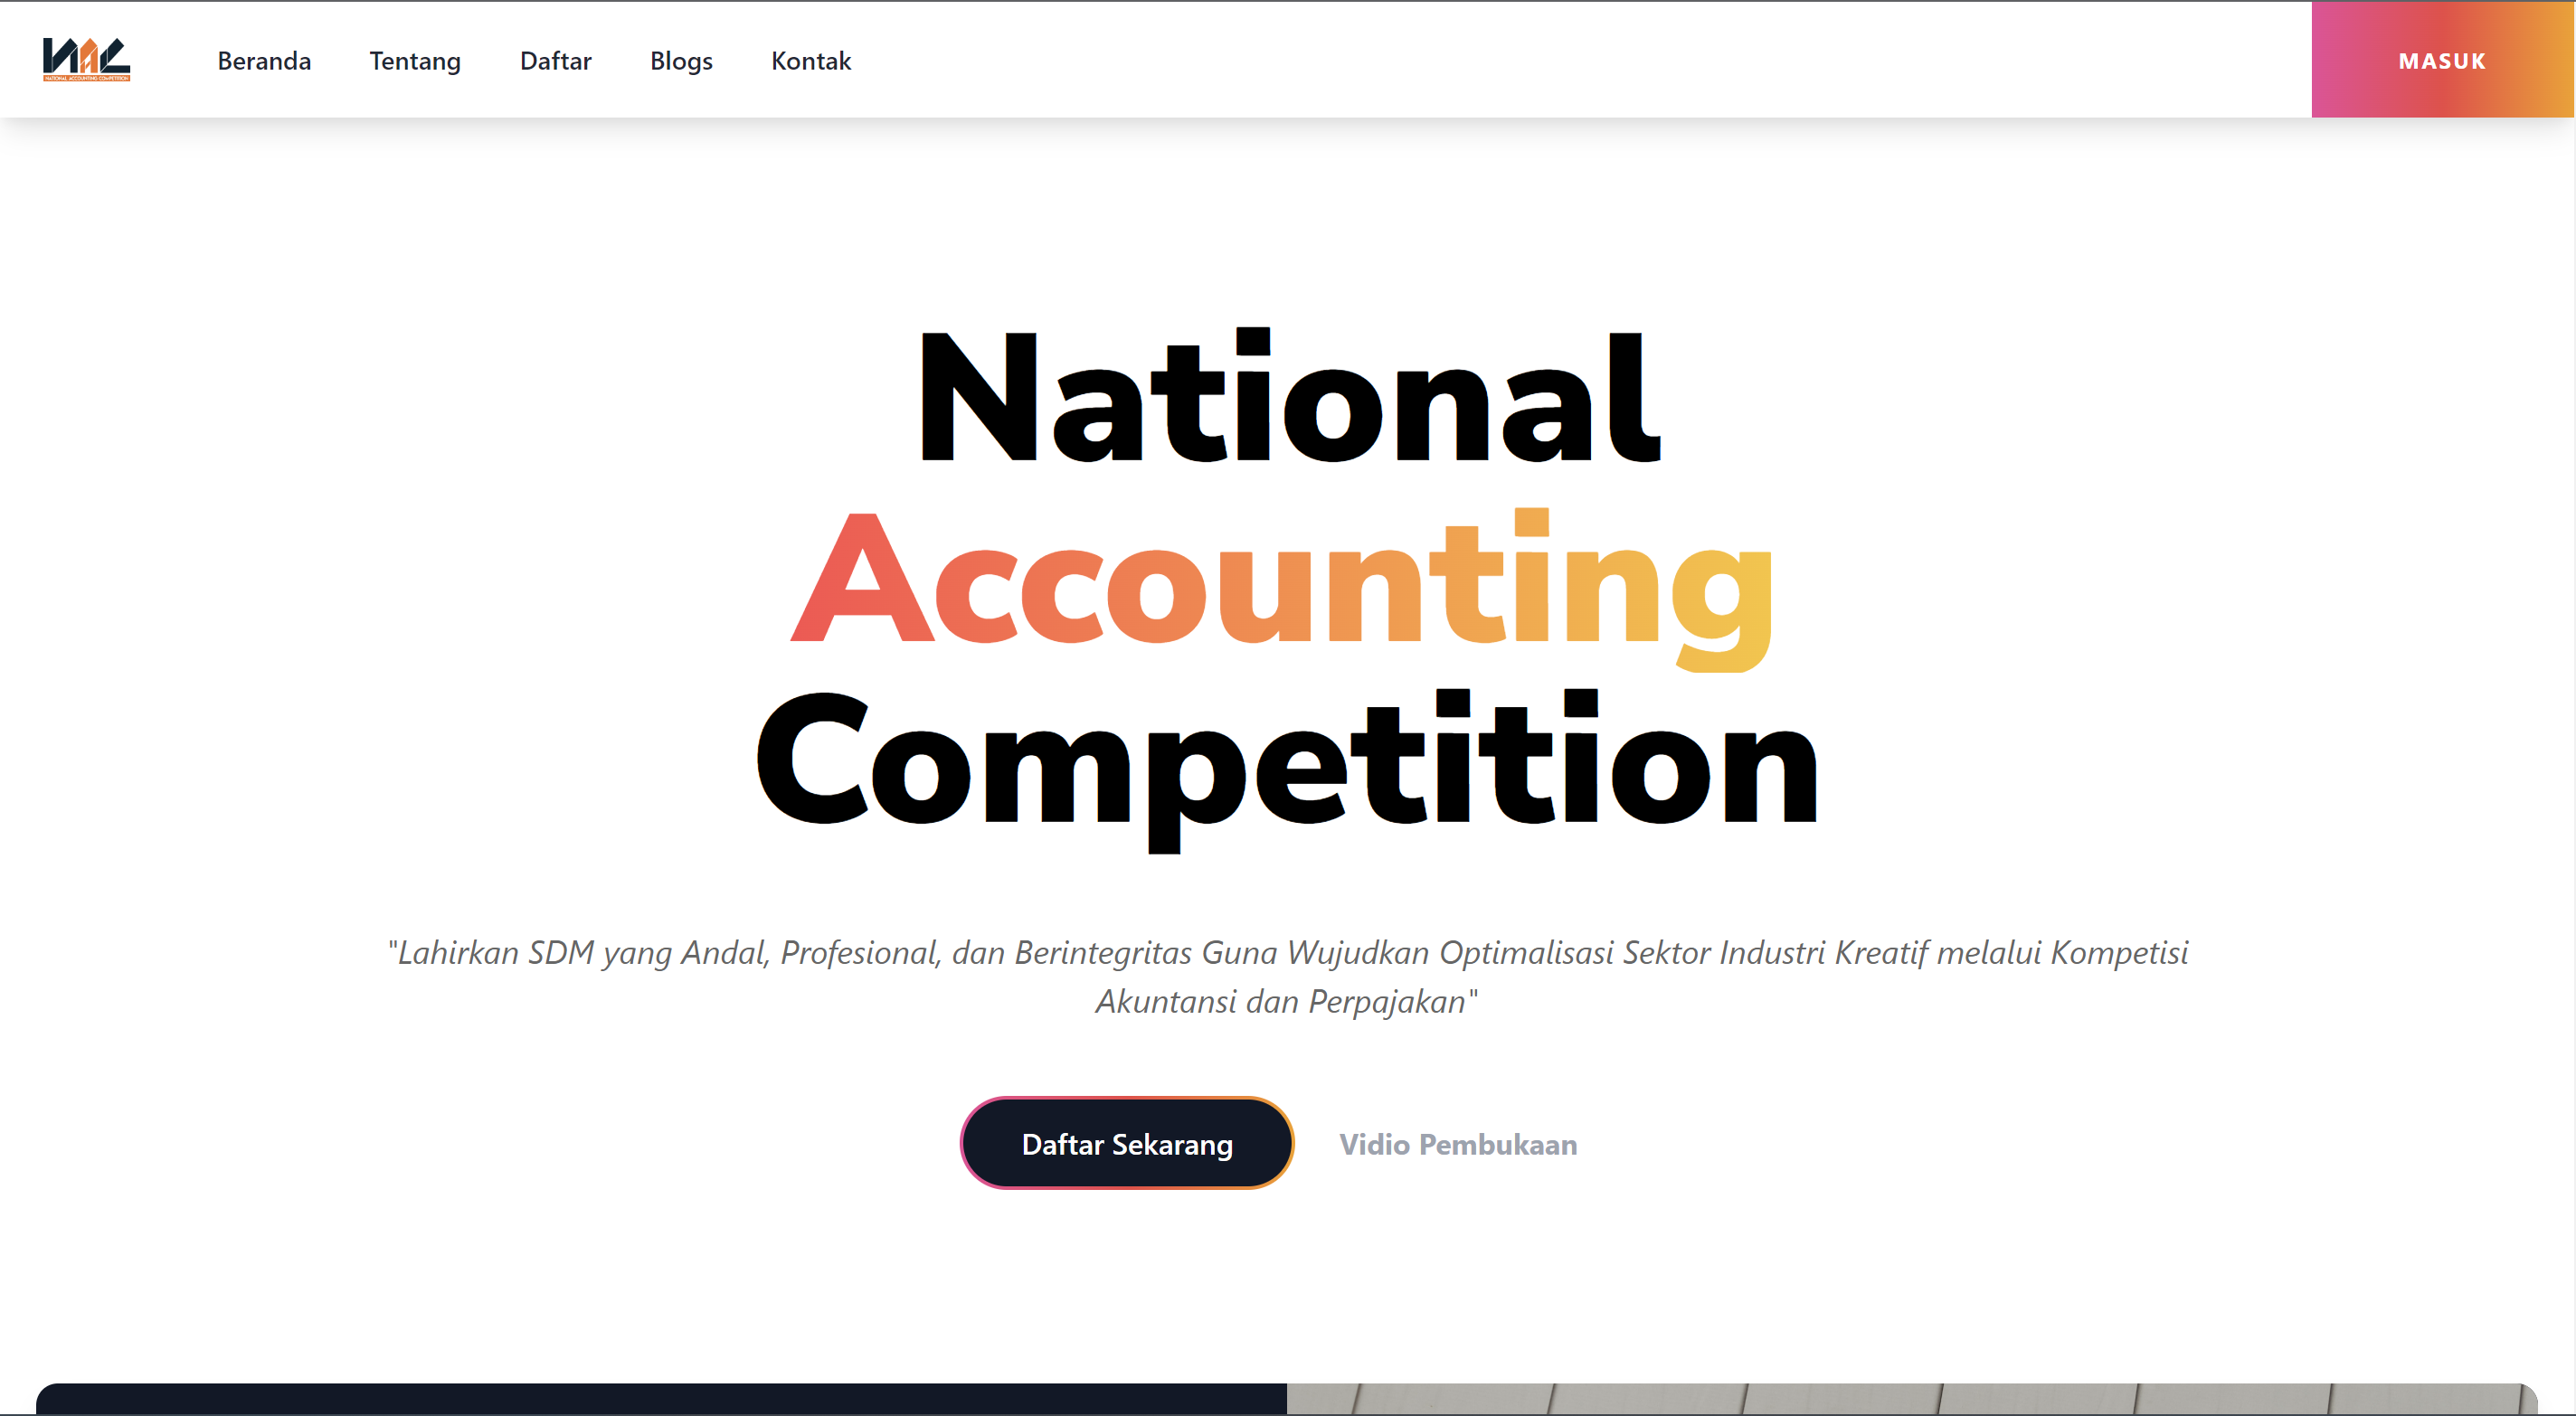 NATIONAL ACCOUNTING COMPETITION
Beranda
Tentang
Daftar
Blogs
Kontak
MASUK
National
Accounting
Competition
"Lahirkan SDM yang Andal, Profesional, dan Berintegritas Guna Wujudkan Optimalisasi Sektor Industri Kreatif melalui Kompetisi
Akuntansi dan Perpajakan"
Daftar Sekarang
Vidio Pembukaan